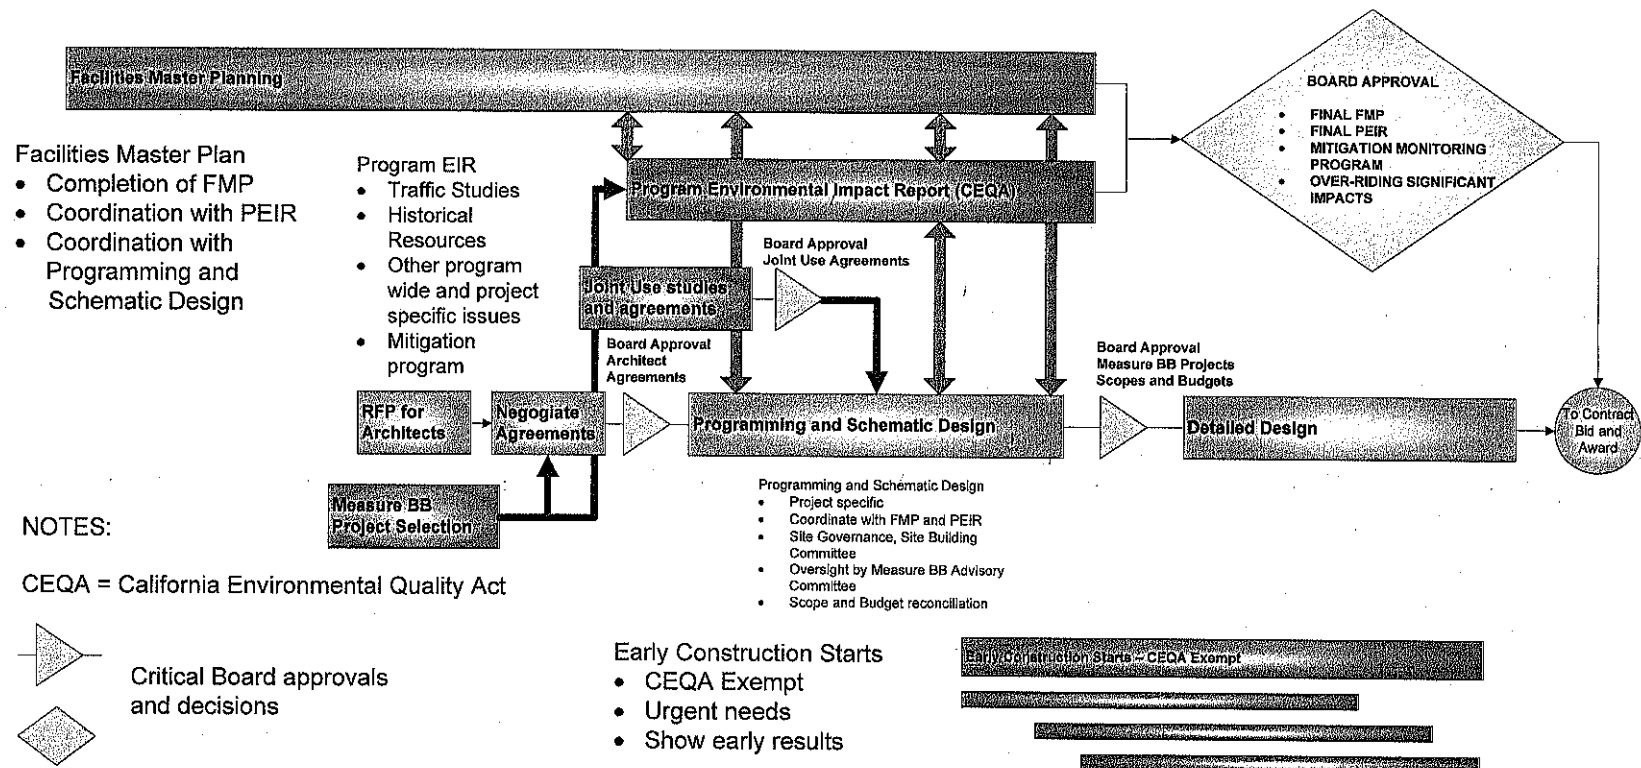 Facilities Master Planning
BOARD APPROVAL
• FINAL FMP
• FINAL PEIR
• MITIGATION MONITORING
PROGRAM
• OVER-RIDING SIGNIFICANT
IMPACTS
Facilities Master Plan
• Completion of FMP
• Coordination with PEIR
• Coordination with
Programming and
Schematic Design
Program EIR
• Traffic Studies
• Historical
Resources
• Other program
wide and project
specific issues
• Mitigation
program
Program Environmental Impact Report (CEQA)
Joint Use studies
and agreements
Board Approval
Joint Use Agreements
Board Approval
Architect
Agreements
RFP for
Architects
Negogiate
Agreements
Programming and Schematic Design
Board Approval
Measure BB Projects
Scopes and Budgets
Detailed Design
To Contract
Bid and
Award
Measure BB
Project Selection
Programming and Schematic Design
• Project specific
• Coordinate with FMP and PEIR
• Site Governance, Site Building
Committee
• Oversight by Measure BB Advisory
Committee
• Scope and Budget reconciliation
NOTES:
CEQA = California Environmental Quality Act
Critical Board approvals
and decisions
Early Construction Starts
• CEQA Exempt
• Urgent needs
• Show early results
Early Construction Starts – CEQA Exempt